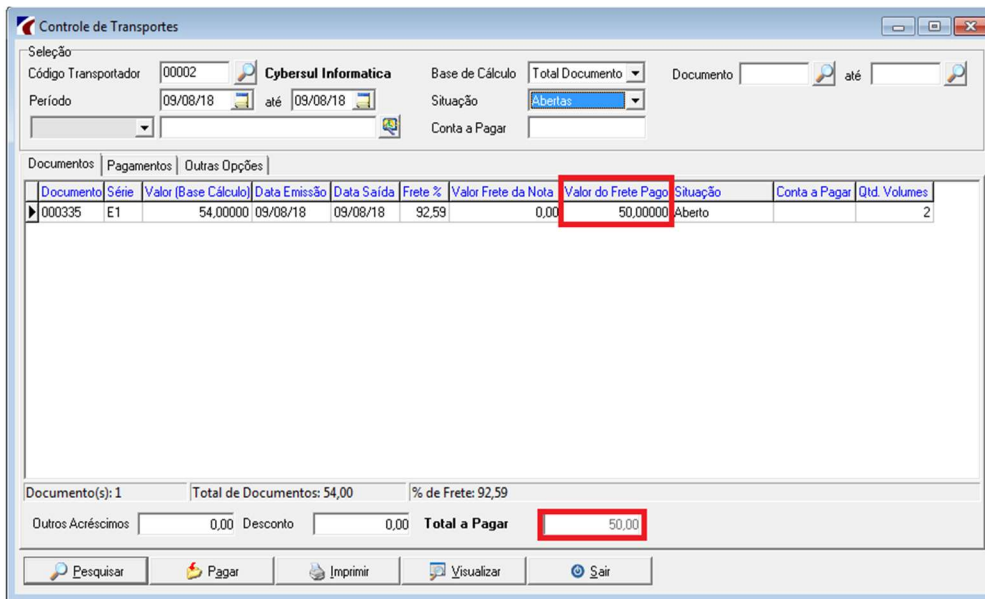 Controle de Transportes
Seleção
Código Transportador 00002 Cybersul Informatica Base de Cálculo Total Documento Documento até
Período 09/08/18 até 09/08/18 Situação Abertas
Conta a Pagar
Documentos Pagamentos Outras Opções
Documento Série Valor (Base Cálculo) Data Emissão Data Saída Frete % Valor Frete da Nota Valor do Frete Pago Situação Conta a Pagar Qtd. Volumes
000335 E1 54,00000 09/08/18 09/08/18 92,59 0,00 50,00000 Aberto 2
Documento(s): 1 Total de Documentos: 54,00 % de Frete: 92,59
Outros Acréscimos 0,00 Desconto 0,00 Total a Pagar 50,00
Pesquisar Pagar Imprimir Visualizar Sair